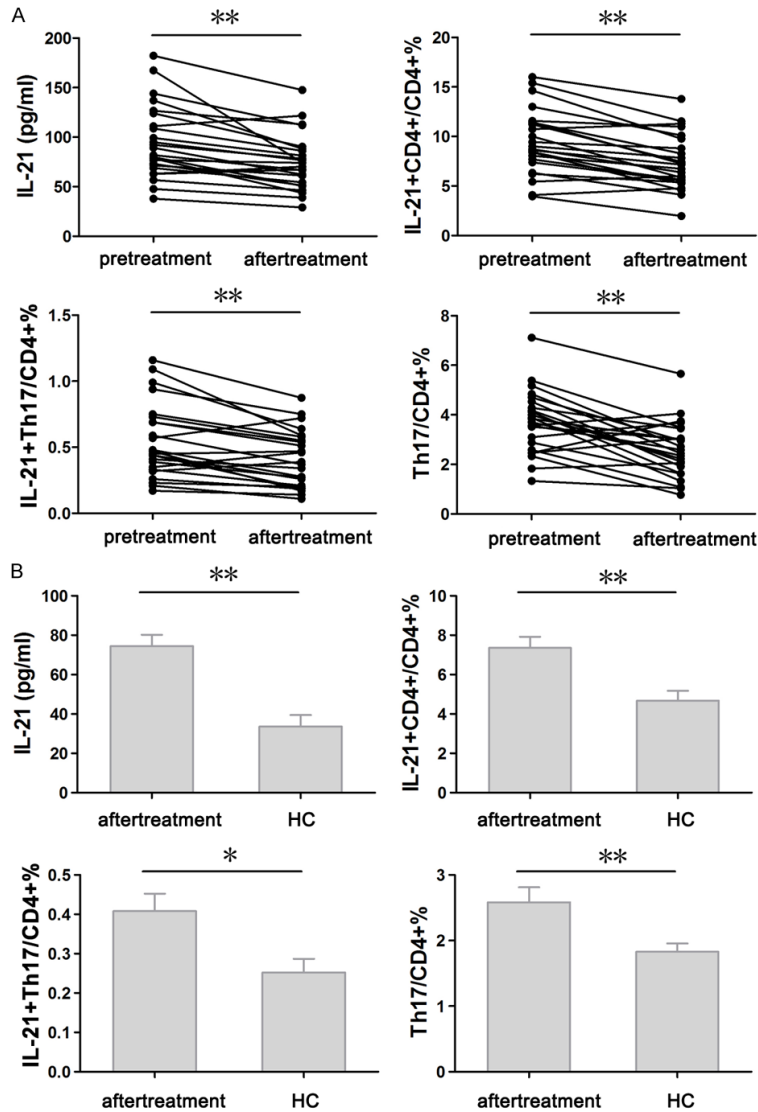 A
**
IL-21 (pg/ml)
200
150
100
50
0
pretreatment aftertreatment
**
IL-21+CD4+/CD4+%
20
15
10
5
0
pretreatment aftertreatment
**
IL-21+Th17/CD4+%
1.5
1.0
0.5
0.0
pretreatment aftertreatment
**
Th17/CD4+%
8
6
4
2
0
pretreatment aftertreatment
B
**
IL-21 (pg/ml)
100
80
60
40
20
0
aftertreatment HC
**
IL-21+CD4+/CD4+%
10
8
6
4
2
0
aftertreatment HC
*
IL-21+Th17/CD4+%
0.5
0.4
0.3
0.2
0.1
0.0
aftertreatment HC
**
Th17/CD4+%
3
2
1
0
aftertreatment HC